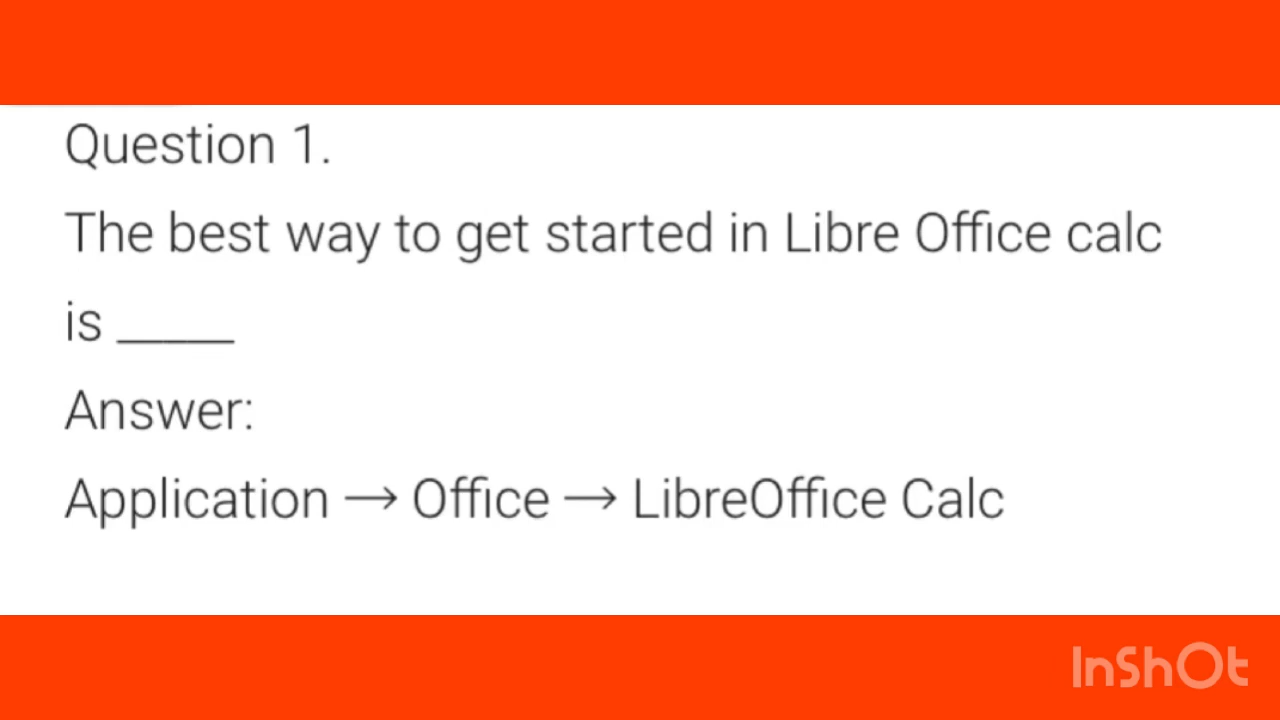 Question 1.
The best way to get started in Libre Office calc
is _____
Answer:
Application → Office → LibreOffice Calc
InShOt